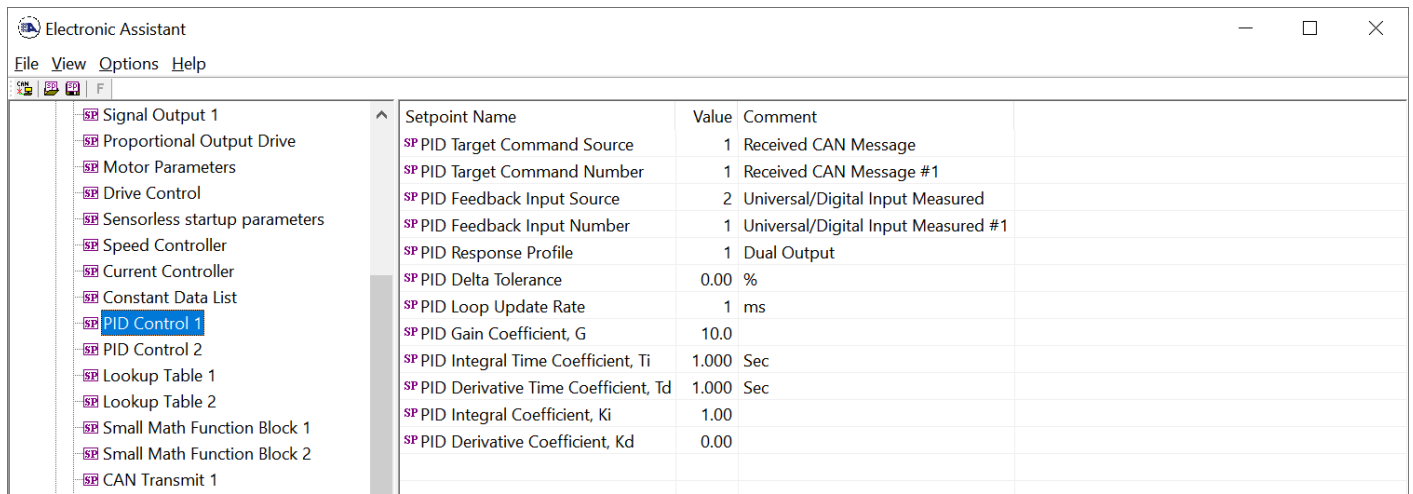 Electronic Assistant
File View Options Help
CAN SP SP F
SP Signal Output 1
SP Proportional Output Drive
SP Motor Parameters
SP Drive Control
SP Sensorless startup parameters
SP Speed Controller
SP Current Controller
SP Constant Data List
SP PID Control 1
SP PID Control 2
SP Lookup Table 1
SP Lookup Table 2
SP Small Math Function Block 1
SP Small Math Function Block 2
SP CAN Transmit 1
Setpoint Name Value Comment
SP PID Target Command Source 1 Received CAN Message
SP PID Target Command Number 1 Received CAN Message #1
SP PID Feedback Input Source 2 Universal/Digital Input Measured
SP PID Feedback Input Number 1 Universal/Digital Input Measured #1
SP PID Response Profile 1 Dual Output
SP PID Delta Tolerance 0.00 %
SP PID Loop Update Rate 1 ms
SP PID Gain Coefficient, G 10.0
SP PID Integral Time Coefficient, Ti 1.000 Sec
SP PID Derivative Time Coefficient, Td 1.000 Sec
SP PID Integral Coefficient, Ki 1.00
SP PID Derivative Coefficient, Kd 0.00